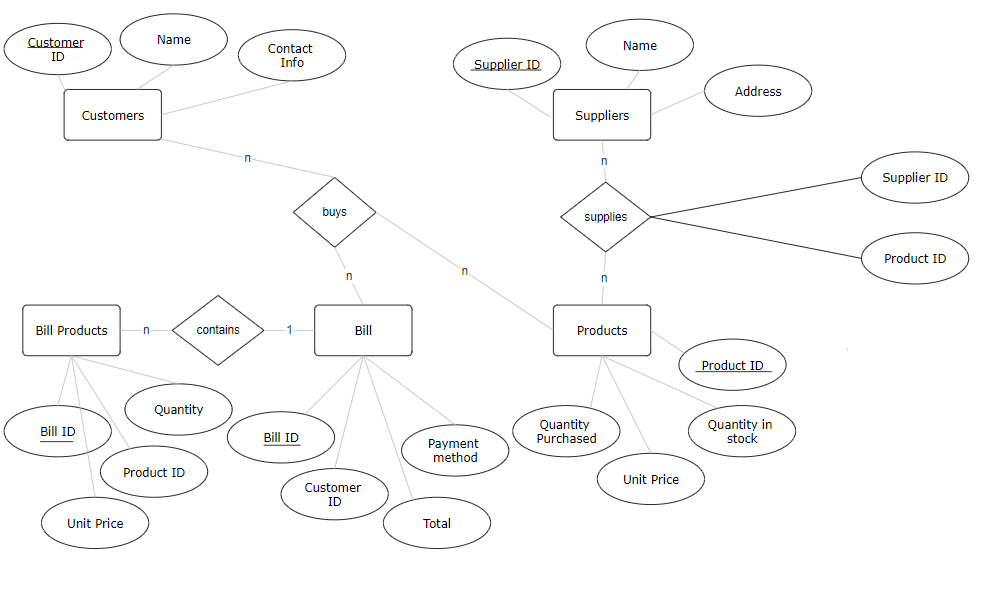 Customer
ID
Name
Contact
Info
Customers
Supplier ID
Name
Address
Suppliers
n
n
buys
supplies
Supplier ID
Product ID
n
n
n
Bill Products
n
contains
1
Bill
Products
Product ID
Bill ID
Quantity
Product ID
Unit Price
Bill ID
Customer
ID
Payment
method
Total
Quantity
Purchased
Unit Price
Quantity in
stock